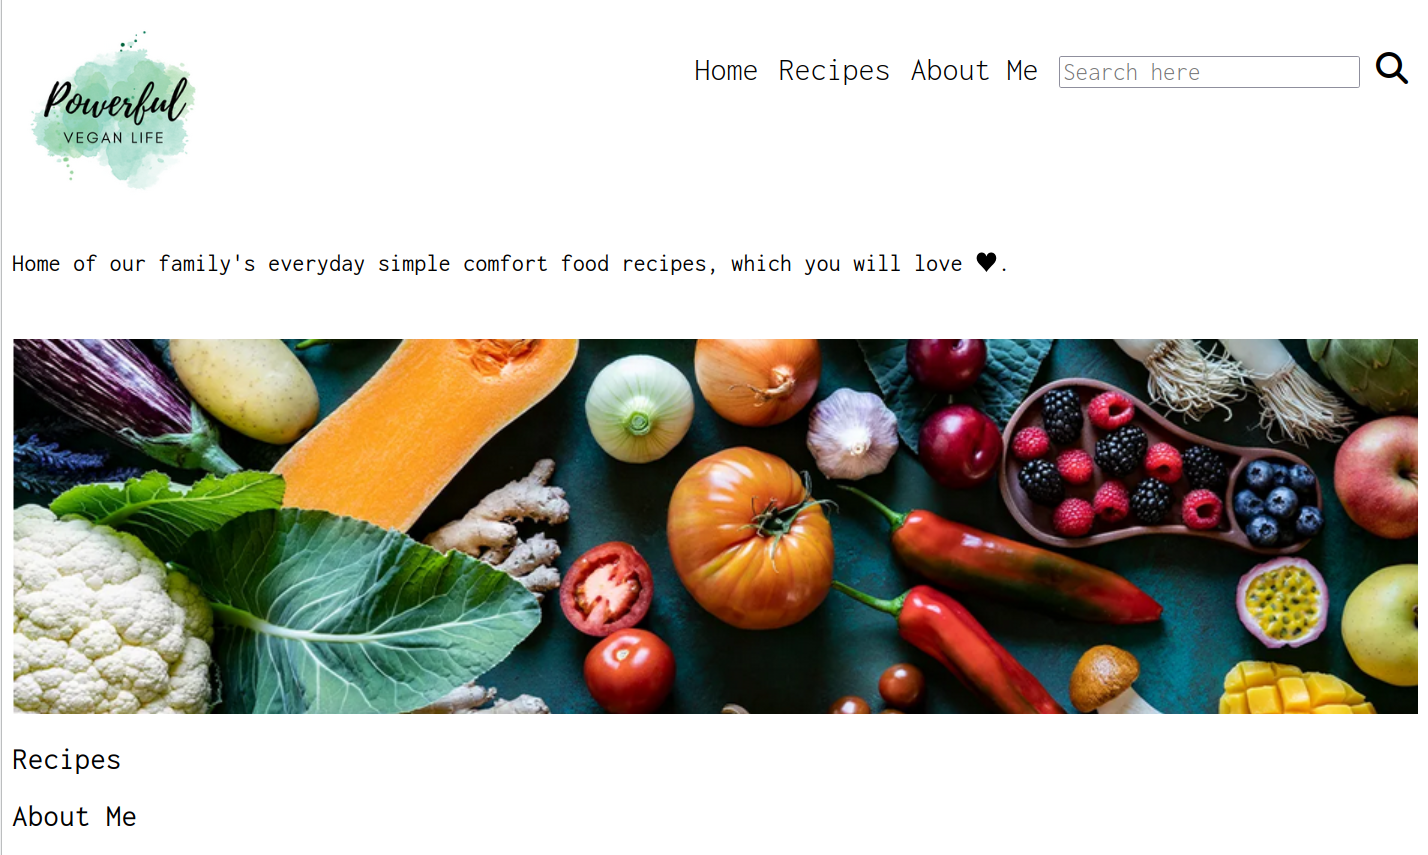 Powerful
VEGAN LIFE
Home Recipes About Me Search here
Home of our family's everyday simple comfort food recipes, which you will love ♥.
Recipes
About Me